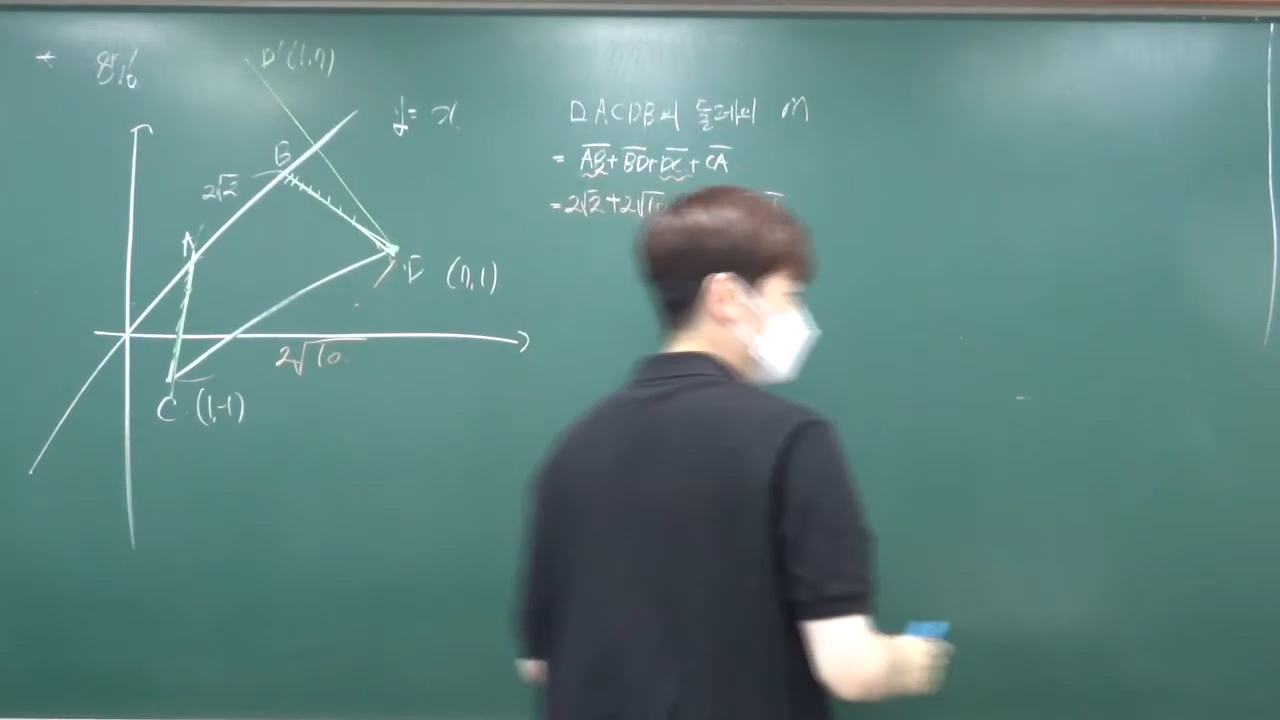 D'(1,7)
y = x
B
2√2
A
D (7,1)
2√10
C (1,-1)
□ACDB의 둘레의 m
= AB + BD + DC + CA
= 2√2 + 2√10